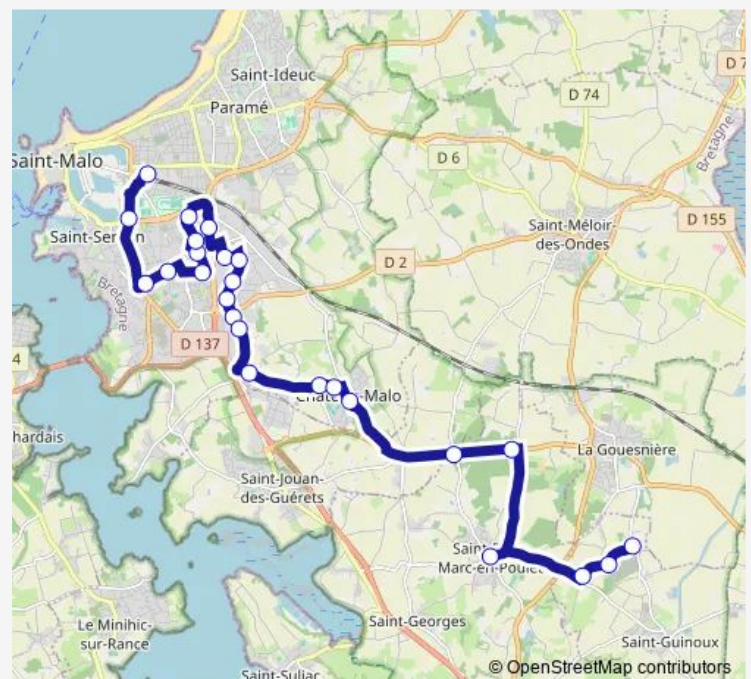 Saint-Ideuc
Paramé
D 74
D 7
Bretagne
D 6
Saint-Malo
D 155
Saint-Méloir-
des-Ondes
Saint-Ser
n
D 2
Bretagne
D 137
4
Malo
hardais
La Gouesnière
Saint-Jouan-
des-Guérets
Saint-
Marc-en-Poulet
Le Minihic-
sur-Rance
Saint-Georges
Saint-Guinoux
Saint-Suliac
© OpenStreetMap contributors